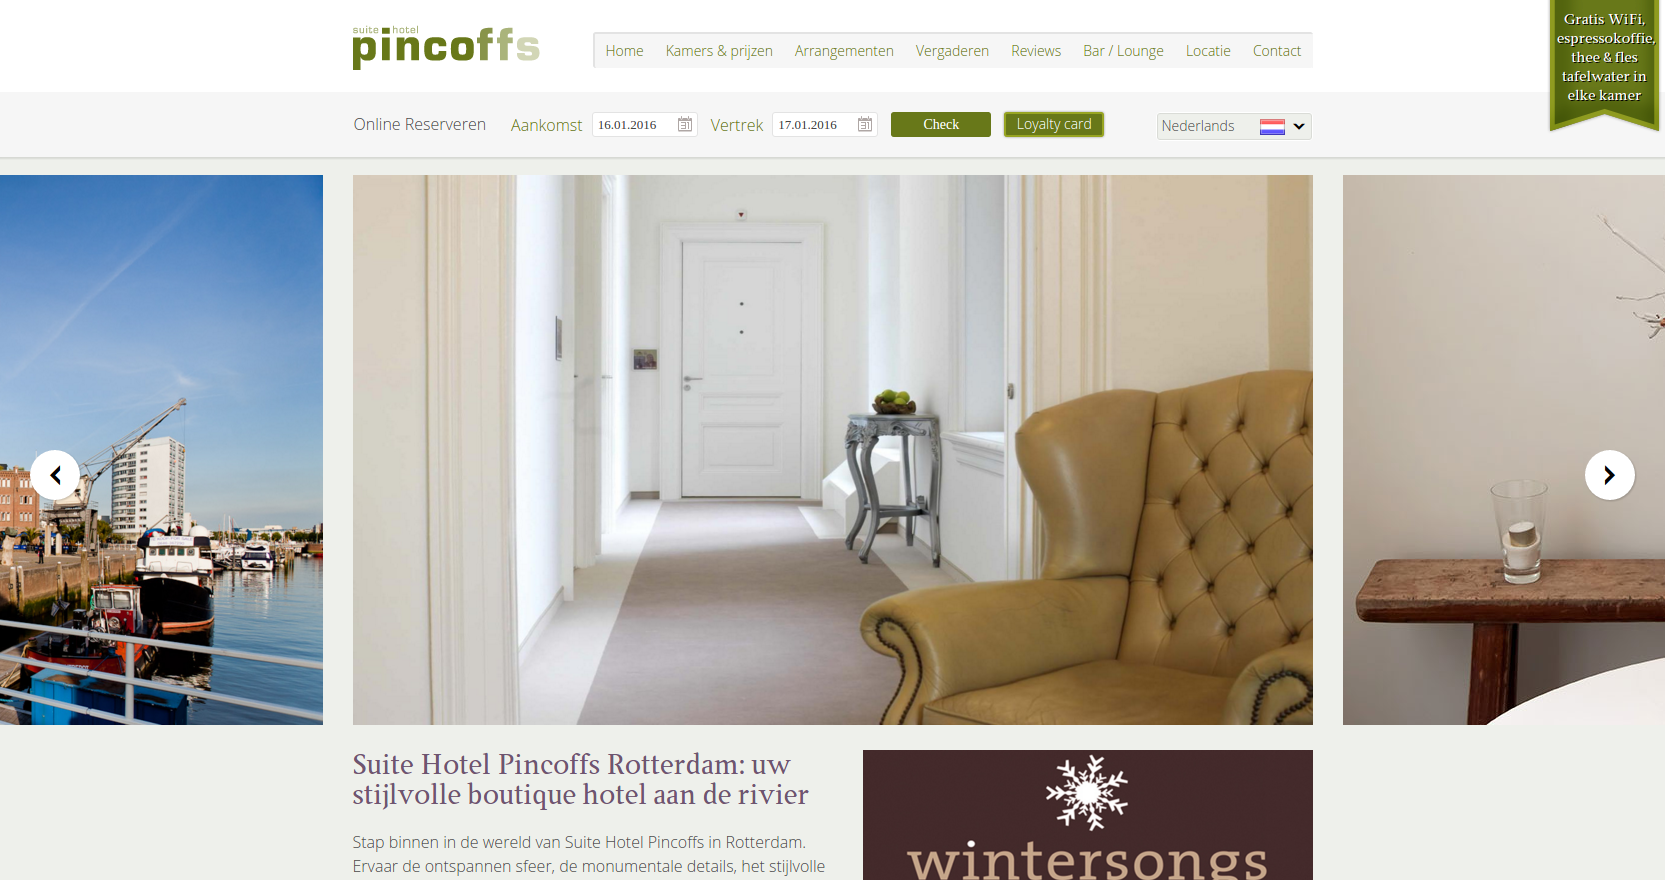 suite hotel
pincoffs
Home Kamers & prijzen Arrangementen Vergaderen Reviews Bar / Lounge Locatie Contact
Gratis WiFi,
espressokoffie,
thee & fles
tafelwater in
elke kamer
Online Reserveren Aankomst 16.01.2016 Vertrek 17.01.2016 Check Loyalty card Nederlands
Suite Hotel Pincoffs Rotterdam: uw
stijlvolle boutique hotel aan de rivier
Stap binnen in de wereld van Suite Hotel Pincoffs in Rotterdam.
Ervaar de ontspannen sfeer, de monumentale details, het stijlvolle
wintersongs